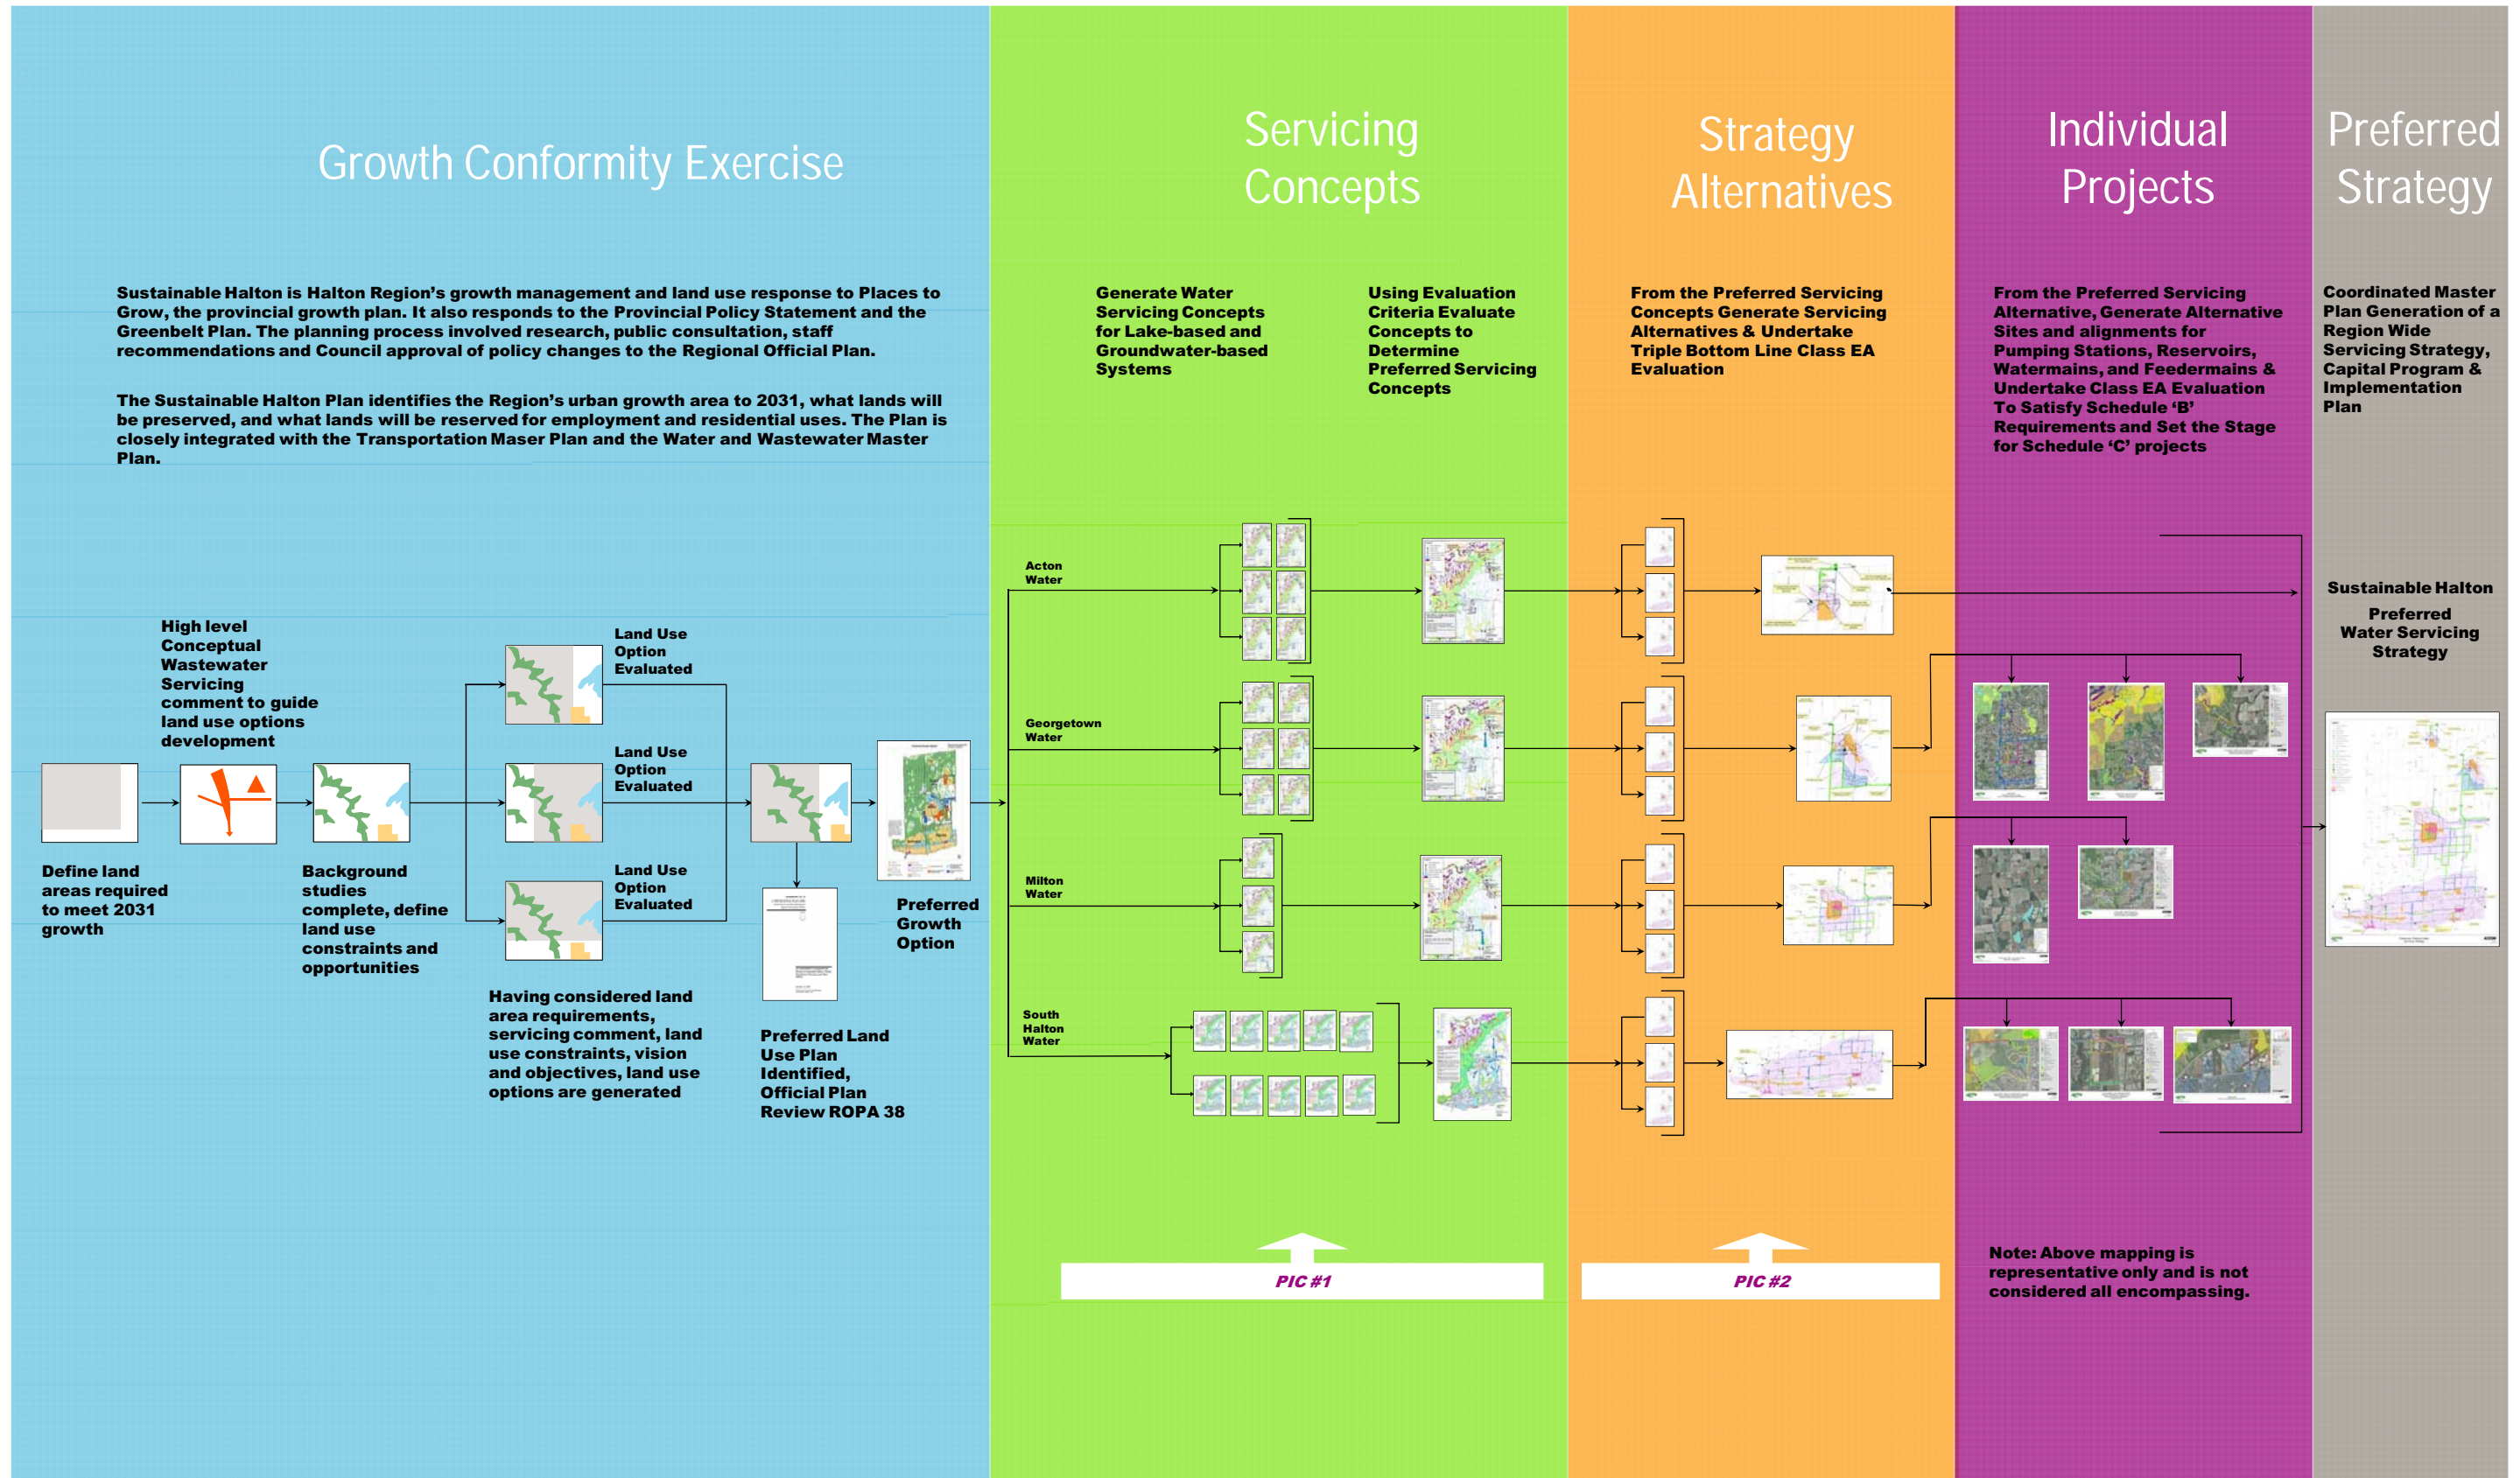 Growth Conformity Exercise
Sustainable Halton is Halton Region’s growth management and land use response to Places to
Grow, the provincial growth plan. It also responds to the Provincial Policy Statement and the
Greenbelt Plan. The planning process involved research, public consultation, staff
recommendations and Council approval of policy changes to the Regional Official Plan.
The Sustainable Halton Plan identifies the Region’s urban growth area to 2031, what lands will
be preserved, and what lands will be reserved for employment and residential uses. The Plan is
closely integrated with the Transportation Maser Plan and the Water and Wastewater Master
Plan.
High level
Conceptual
Wastewater
Servicing
comment to guide
land use options
development
Define land
areas required
to meet 2031
growth
Background
studies
complete, define
land use
constraints and
opportunities
Land Use
Option
Evaluated
Land Use
Option
Evaluated
Land Use
Option
Evaluated
Having considered land
area requirements,
servicing comment, land
use constraints, vision
and objectives, land use
options are generated
Preferred Land
Use Plan
Identified,
Official Plan
Review ROPA 38
Preferred
Growth
Option
Servicing
Concepts
Generate Water
Servicing Concepts
for Lake-based and
Groundwater-based
Systems
Using Evaluation
Criteria Evaluate
Concepts to
Determine
Preferred Servicing
Concepts
Acton
Water
Georgetown
Water
Milton
Water
South
Halton
Water
PIC #1
Strategy
Alternatives
From the Preferred Servicing
Concepts Generate Servicing
Alternatives & Undertake
Triple Bottom Line Class EA
Evaluation
PIC #2
Individual
Projects
From the Preferred Servicing
Alternative, Generate Alternative
Sites and alignments for
Pumping Stations, Reservoirs,
Watermains, and Feedermains &
Undertake Class EA Evaluation
To Satisfy Schedule ‘B’
Requirements and Set the Stage
for Schedule ‘C’ projects
Note: Above mapping is
representative only and is not
considered all encompassing.
Preferred
Strategy
Coordinated Master
Plan Generation of a
Region Wide
Servicing Strategy,
Capital Program &
Implementation
Plan
Sustainable Halton
Preferred
Water Servicing
Strategy